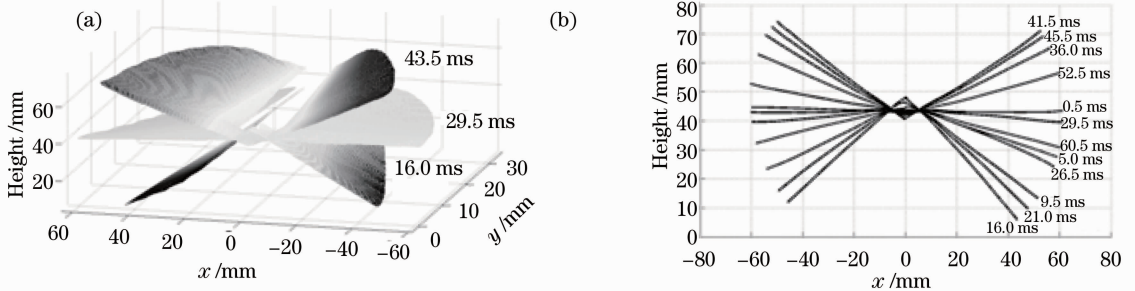 (a)
43.5 ms
29.5 ms
16.0 ms
Height /mm
60
40
20
60 40 20 0 −20 −40 −60
x /mm
0 10 20 30
y /mm
(b)
Height /mm
80
70
60
50
40
30
20
10
0
41.5 ms
45.5 ms
36.0 ms
52.5 ms
0.5 ms
29.5 ms
60.5 ms
5.0 ms
26.5 ms
9.5 ms
21.0 ms
16.0 ms
−80 −60 −40 −20 0 20 40 60 80
x /mm